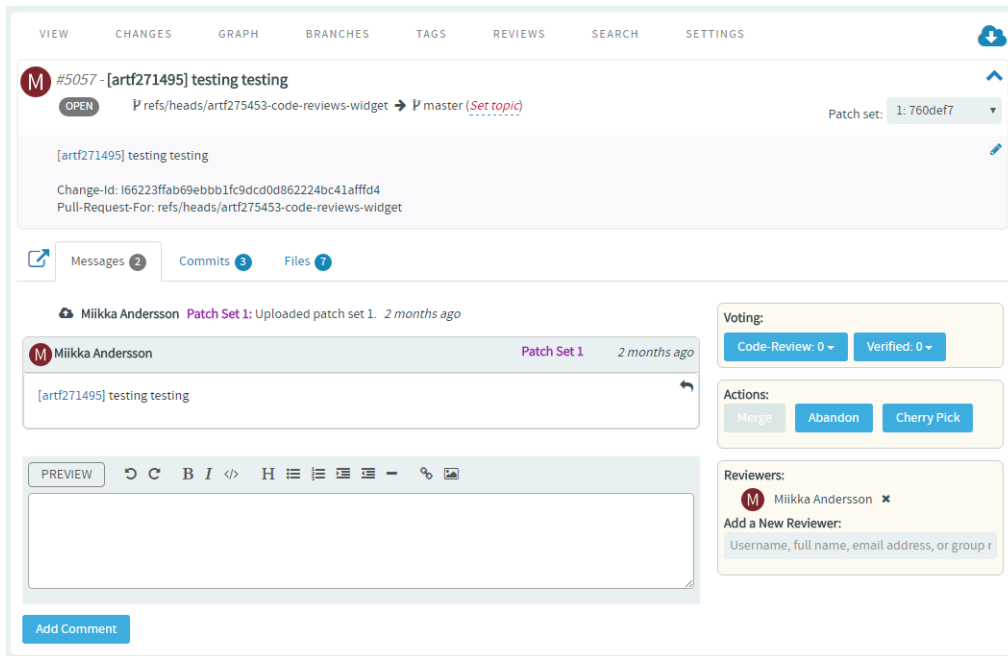 VIEW CHANGES GRAPH BRANCHES TAGS REVIEWS SEARCH SETTINGS
M #5057 - [artf271495] testing testing
OPEN refs/heads/artf275453-code-reviews-widget → master (Set topic)
Patch set: 1: 760def7
[artf271495] testing testing
Change-Id: I66223ffab69ebbb1fc9dcd0d862224bc41afffd4
Pull-Request-For: refs/heads/artf275453-code-reviews-widget
Messages 2 Commits 3 Files 7
Miikka Andersson Patch Set 1: Uploaded patch set 1. 2 months ago
M Miikka Andersson Patch Set 1 2 months ago
[artf271495] testing testing
PREVIEW B I </> H
Add Comment
Voting:
Code-Review: 0 Verified: 0
Actions:
Merge Abandon Cherry Pick
Reviewers:
M Miikka Andersson ×
Add a New Reviewer:
Username, full name, email address, or group